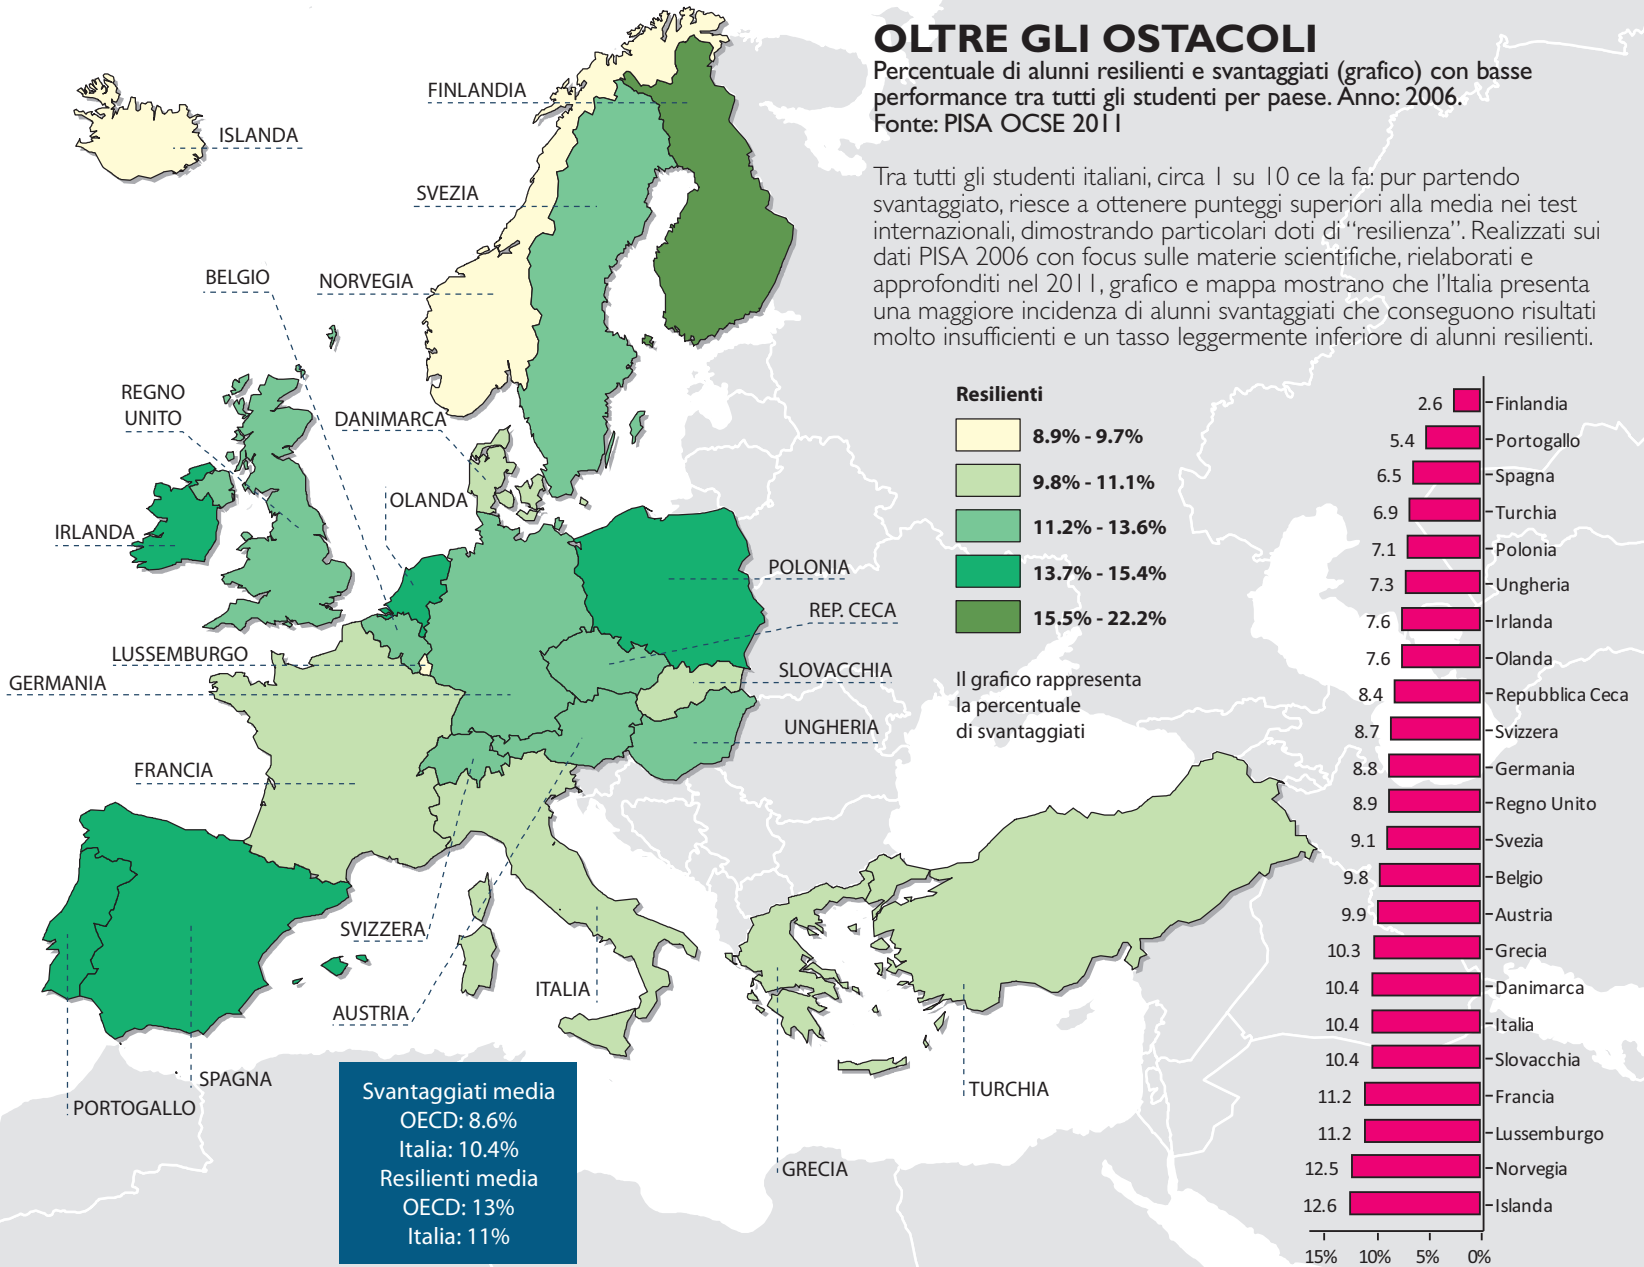 OLTRE GLI OSTACOLI
Percentuale di alunni resilienti e svantaggiati (grafico) con basse
performance tra tutti gli studenti per paese. Anno: 2006.
Fonte: PISA OCSE 2011
Tra tutti gli studenti italiani, circa 1 su 10 ce la fa: pur partendo
svantaggiato, riesce a ottenere punteggi superiori alla media nei test
internazionali, dimostrando particolari doti di “resilienza”. Realizzati sui
dati PISA 2006 con focus sulle materie scientifiche, rielaborati e
approfonditi nel 2011, grafico e mappa mostrano che l’Italia presenta
una maggiore incidenza di alunni svantaggiati che conseguono risultati
molto insufficienti e un tasso leggermente inferiore di alunni resilienti.
FINLANDIA
ISLANDA
SVEZIA
BELGIO
NORVEGIA
REGNO
UNITO
DANIMARCA
OLANDA
IRLANDA
POLONIA
REP. CECA
LUSSEMBURGO
SLOVACCHIA
GERMANIA
UNGHERIA
FRANCIA
SVIZZERA
ITALIA
AUSTRIA
SPAGNA
PORTOGALLO
TURCHIA
GRECIA
Resilienti
8.9% - 9.7%
9.8% - 11.1%
11.2% - 13.6%
13.7% - 15.4%
15.5% - 22.2%
Il grafico rappresenta
la percentuale
di svantaggiati
2.6 Finlandia
5.4 Portogallo
6.5 Spagna
6.9 Turchia
7.1 Polonia
7.3 Ungheria
7.6 Irlanda
7.6 Olanda
8.4 Repubblica Ceca
8.7 Svizzera
8.8 Germania
8.9 Regno Unito
9.1 Svezia
9.8 Belgio
9.9 Austria
10.3 Grecia
10.4 Danimarca
10.4 Italia
10.4 Slovacchia
11.2 Francia
11.2 Lussemburgo
12.5 Norvegia
12.6 Islanda
15% 10% 5% 0%
Svantaggiati media
OECD: 8.6%
Italia: 10.4%
Resilienti media
OECD: 13%
Italia: 11%